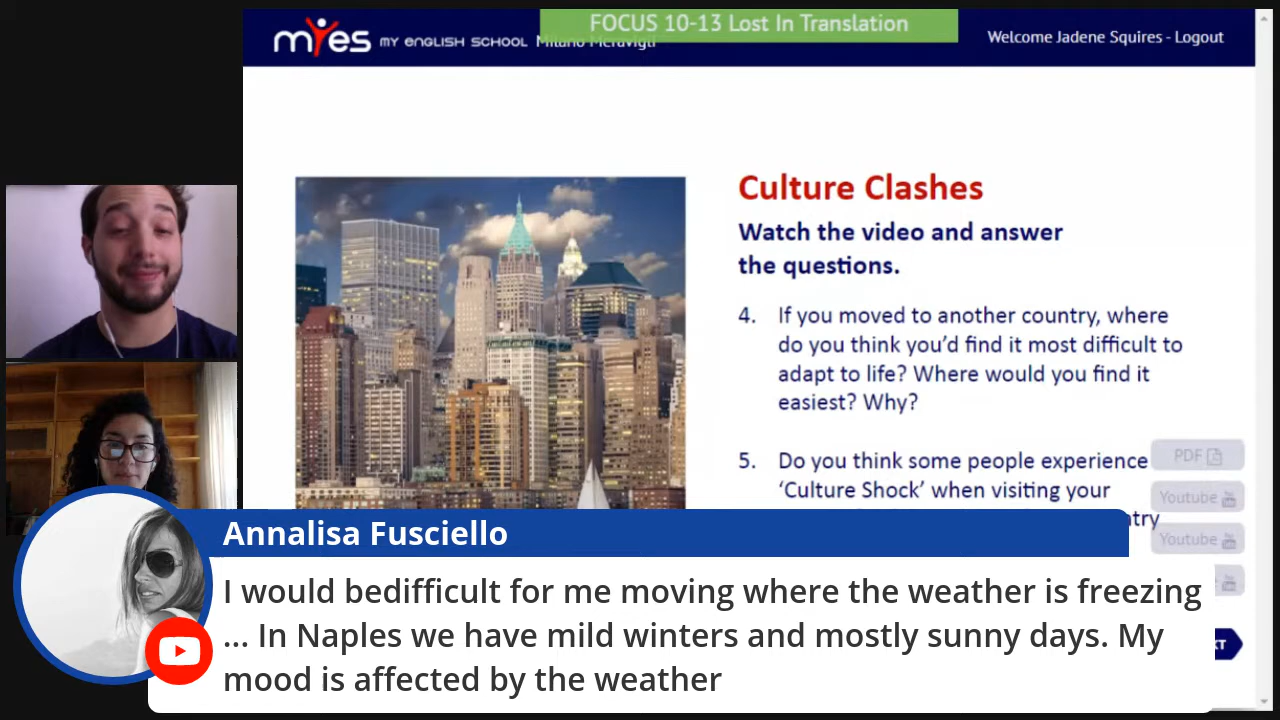 FOCUS 10-13 Lost In Translation
myes MY ENGLISH SCHOOL Milano Meravigli
Welcome Jadene Squires - Logout
Culture Clashes
Watch the video and answer
the questions.
4. If you moved to another country, where
do you think you'd find it most difficult to
adapt to life? Where would you find it
easiest? Why?
5. Do you think some people experience
'Culture Shock' when visiting your
PDF
Youtube
Youtube
Annalisa Fusciello
I would bedifficult for me moving where the weather is freezing
... In Naples we have mild winters and mostly sunny days. My
mood is affected by the weather